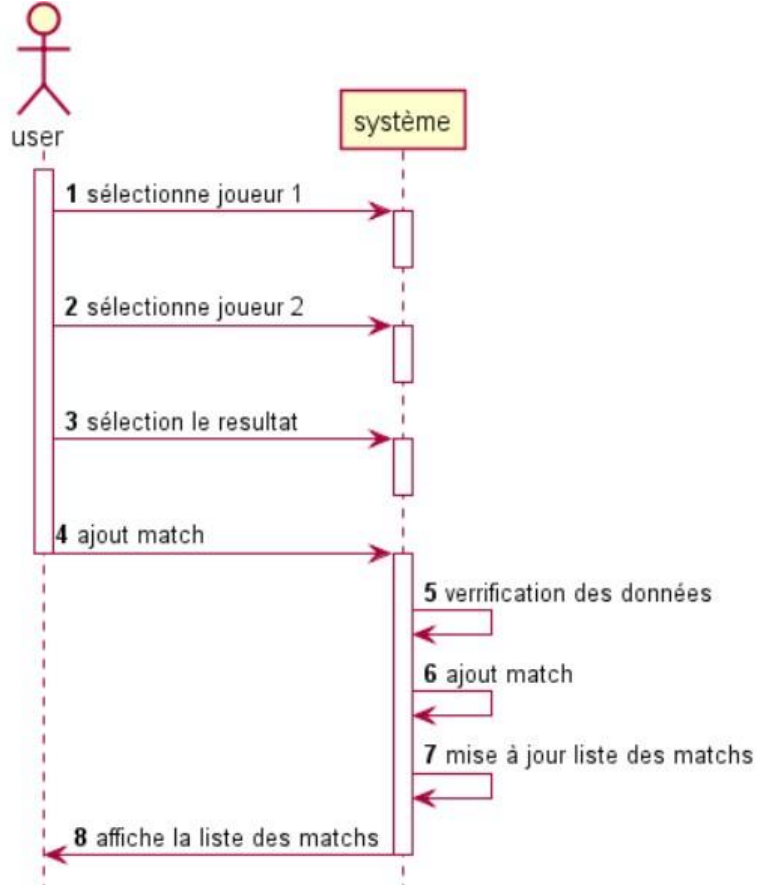 user
système
1 sélectionne joueur 1
2 sélectionne joueur 2
3 sélection le resultat
4 ajout match
5 verrification des données
6 ajout match
7 mise à jour liste des matchs
8 affiche la liste des matchs